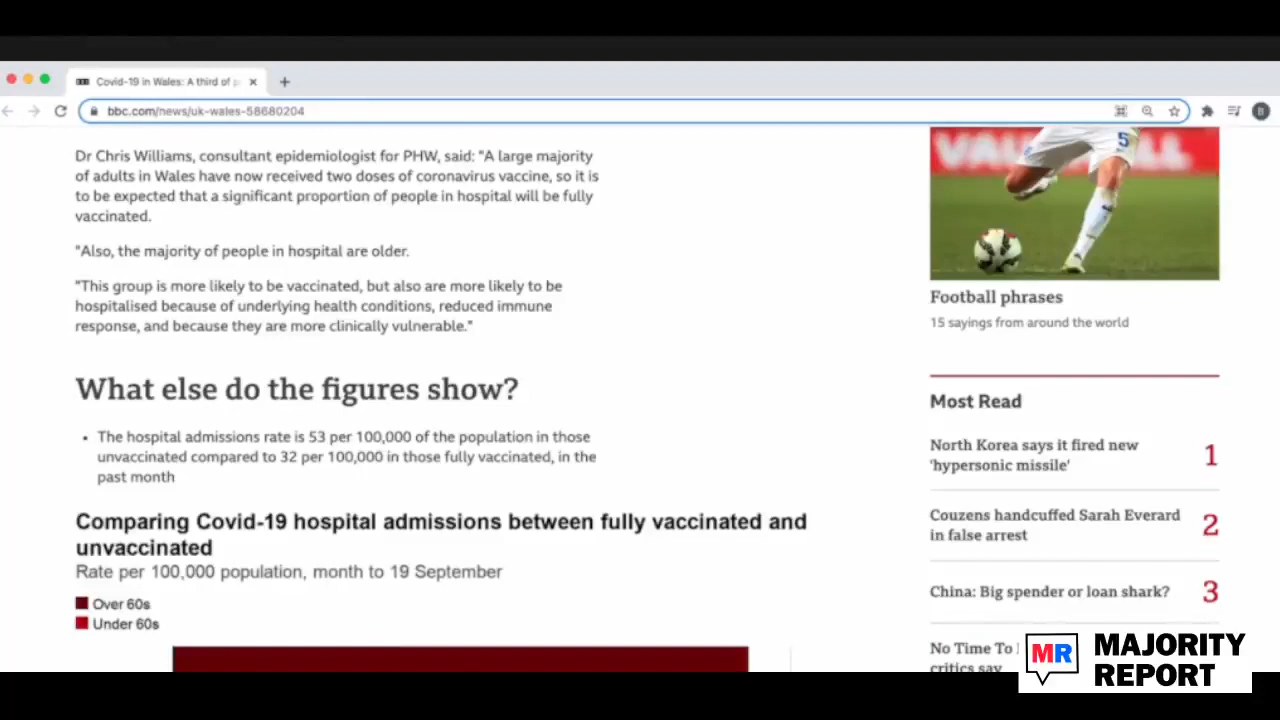 Covid-19 in Wales: A third of
bbc.com/news/uk-wales-58680204
B
Dr Chris Williams, consultant epidemiologist for PHW, said: "A large majority
of adults in Wales have now received two doses of coronavirus vaccine, so it is
to be expected that a significant proportion of people in hospital will be fully
vaccinated.
"Also, the majority of people in hospital are older.
"This group is more likely to be vaccinated, but also are more likely to be
hospitalised because of underlying health conditions, reduced immune
response, and because they are more clinically vulnerable."
What else do the figures show?
• The hospital admissions rate is 53 per 100,000 of the population in those
unvaccinated compared to 32 per 100,000 in those fully vaccinated, in the
past month
Comparing Covid-19 hospital admissions between fully vaccinated and
unvaccinated
Rate per 100,000 population, month to 19 September
Over 60s
Under 60s
5
Football phrases
15 sayings from around the world
Most Read
North Korea says it fired new
'hypersonic missile'
1
Couzens handcuffed Sarah Everard
in false arrest
2
China: Big spender or loan shark?
3
No Time To
critics say
MR
MAJORITY
REPORT